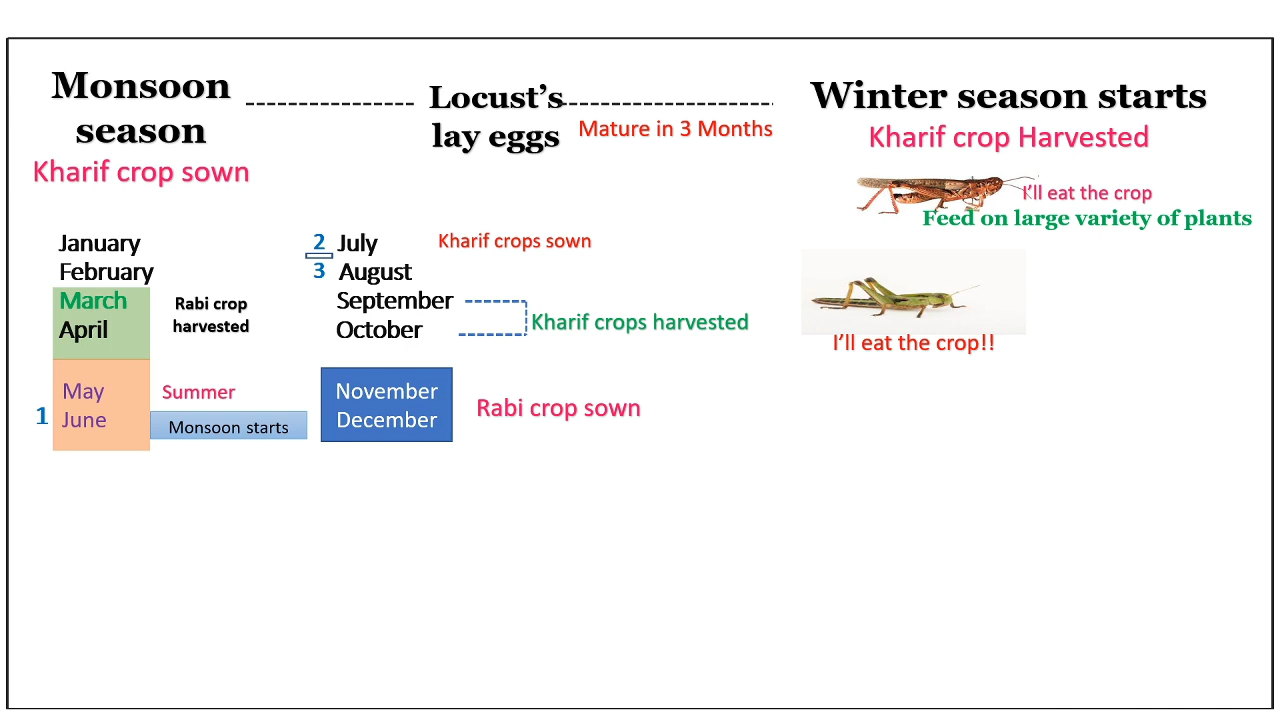 Monsoon
season
Kharif crop sown
Locust's
lay eggs
Mature in 3 Months
Winter season starts
Kharif crop Harvested
I'll eat the crop
Feed on large variety of plants
I'll eat the crop!!
January
February
March
April
Rabi crop
harvested
May
June
1
Summer
Monsoon starts
2 July
3 August
September
October
Kharif crops sown
Kharif crops harvested
November
December
Rabi crop sown